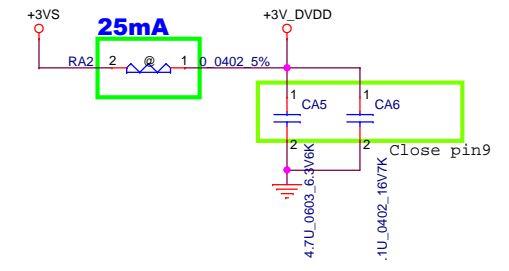 +3VS
25mA
+3V_DVDD
RA2 2 @ 1 0_0402_5%
1 CA5
1 CA6
2
2
Close pin9
4.7U_0603_6.3V6K
.1U_0402_16V7K